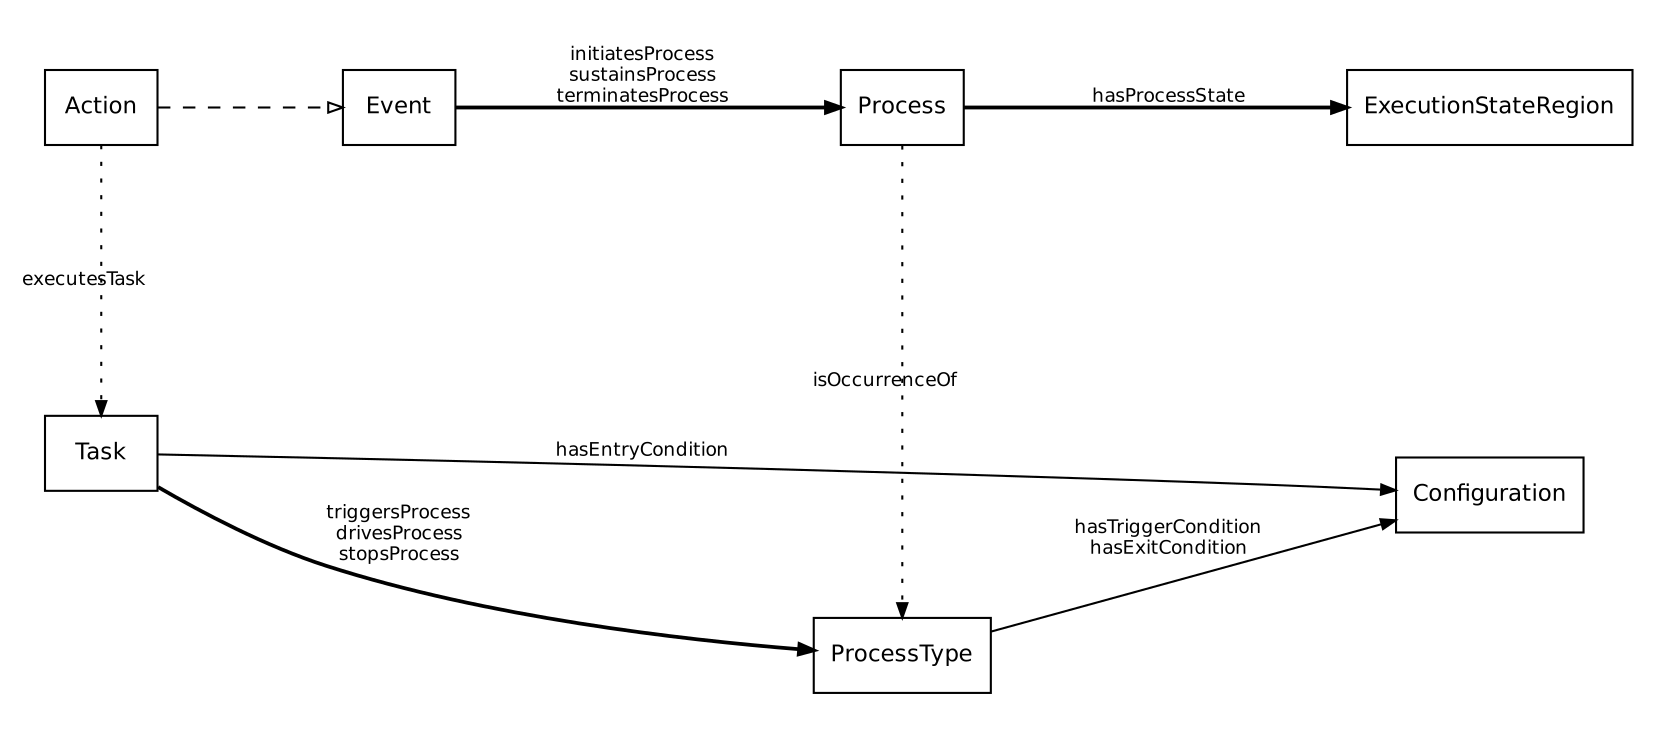 initiatesProcess
sustainsProcess
terminatesProcess
Action
Event
Process
hasProcessState
ExecutionStateRegion
executesTask
isOccurrenceOf
Task
hasEntryCondition
Configuration
triggersProcess
drivesProcess
stopsProcess
hasTriggerCondition
hasExitCondition
ProcessType